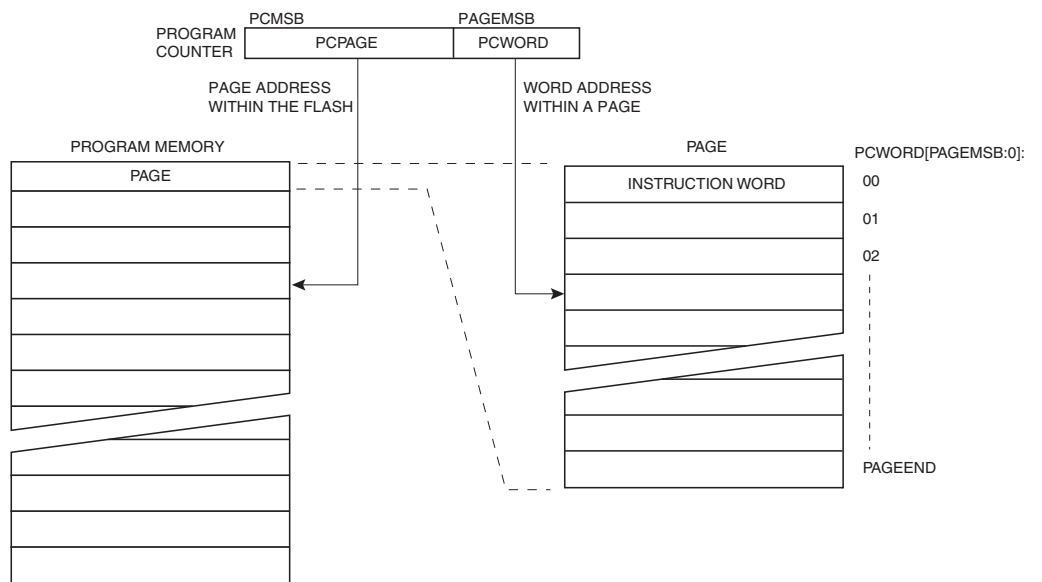 PCMSB
PAGEMSB
PROGRAM
COUNTER
PCPAGE
PCWORD
PAGE ADDRESS
WITHIN THE FLASH
WORD ADDRESS
WITHIN A PAGE
PROGRAM MEMORY
PAGE
PAGE
PCWORD[PAGEMSB:0]:
INSTRUCTION WORD
00
01
02
PAGEEND